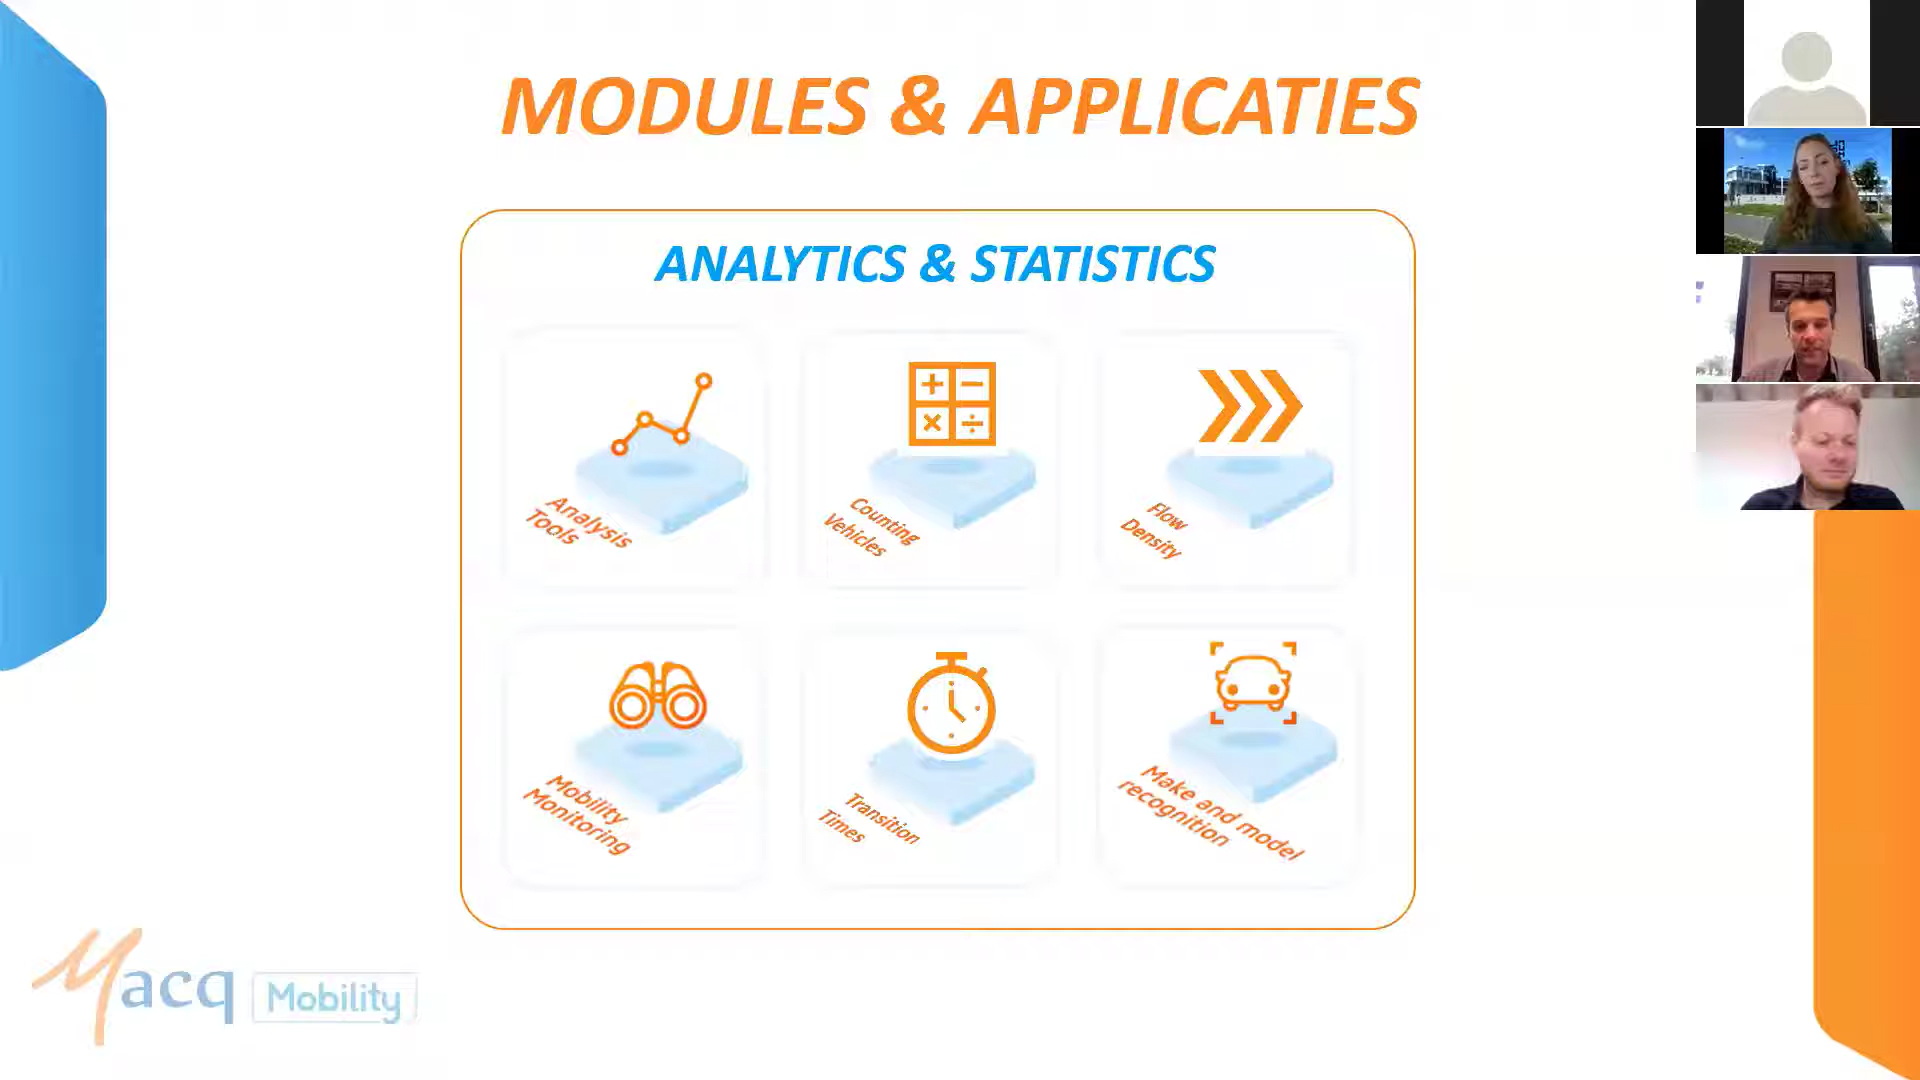 MODULES & APPLICATIES
ANALYTICS & STATISTICS
Analysis
Tools
Counting
Vehicles
Flow
Density
Mobility
Monitoring
Transition
Times
Make and model
recognition
Macq Mobility